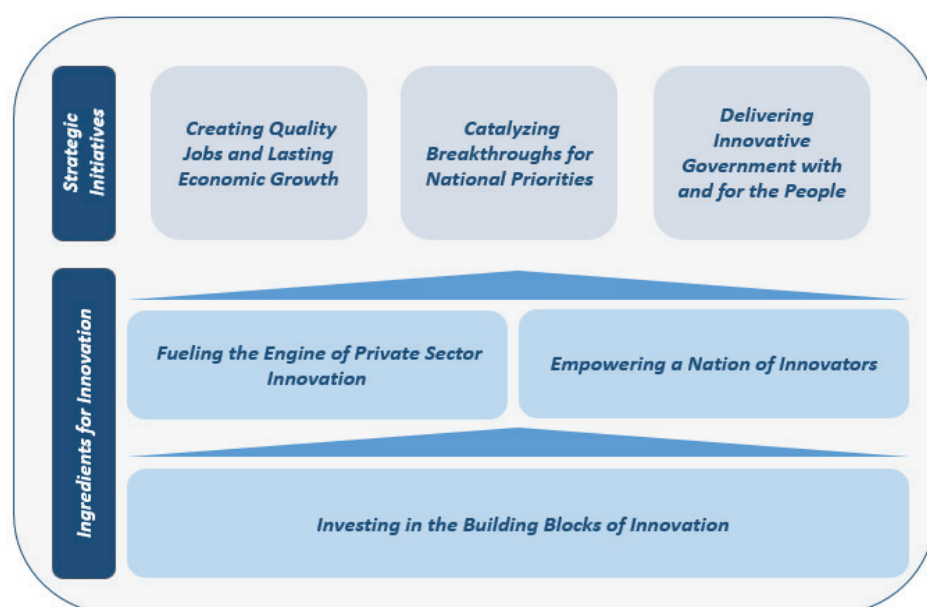 Strategic
Initiatives
Creating Quality
Jobs and Lasting
Economic Growth
Catalyzing
Breakthroughs for
National Priorities
Delivering
Innovative
Government with
and for the People
Ingredients for Innovation
Fueling the Engine of Private Sector
Innovation
Empowering a Nation of Innovators
Investing in the Building Blocks of Innovation